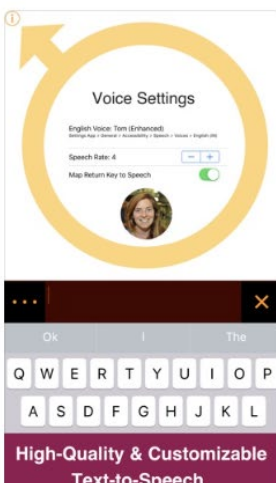 Voice Settings
English Voice: Tom (Enhanced)
Settings App > General > Accessibility > Speech > Voices > English (IN)
Speech Rate: 4
− +
Map Return Key to Speech
Ok I The
Q W E R T Y U I O P
A S D F G H J K L
High-Quality & Customizable
Text-to-Speech